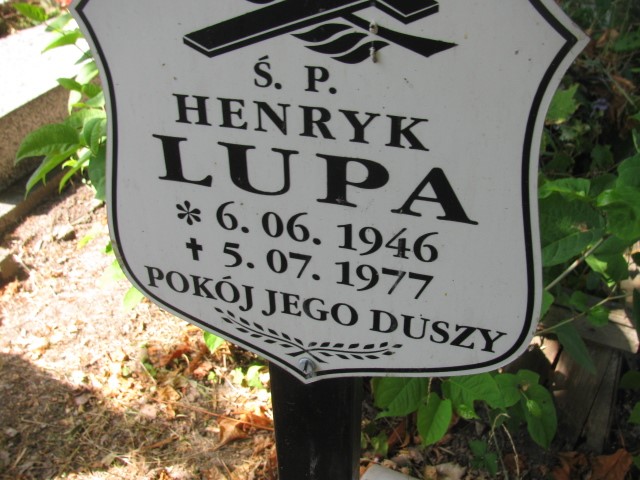 Ś. P.
HENRYK
LUPA
* 6. 06. 1946
✝ 5. 07. 1977
POKÓJ JEGO DUSZY